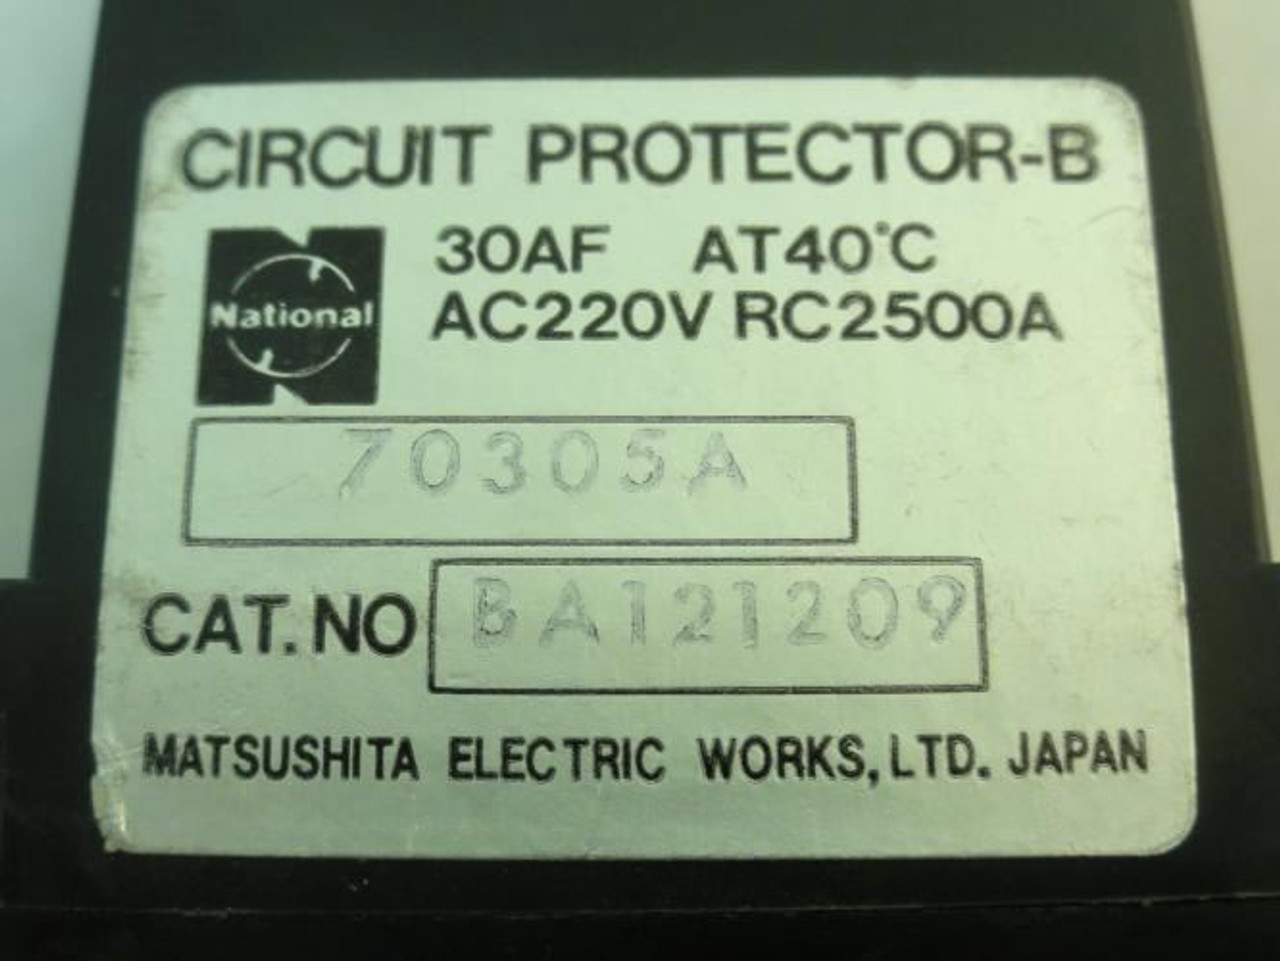 CIRCUIT PROTECTOR-B
National
30AF AT40°C
AC220V RC2500A
70305A
CAT.NO BA121209
MATSUSHITA ELECTRIC WORKS, LTD. JAPAN